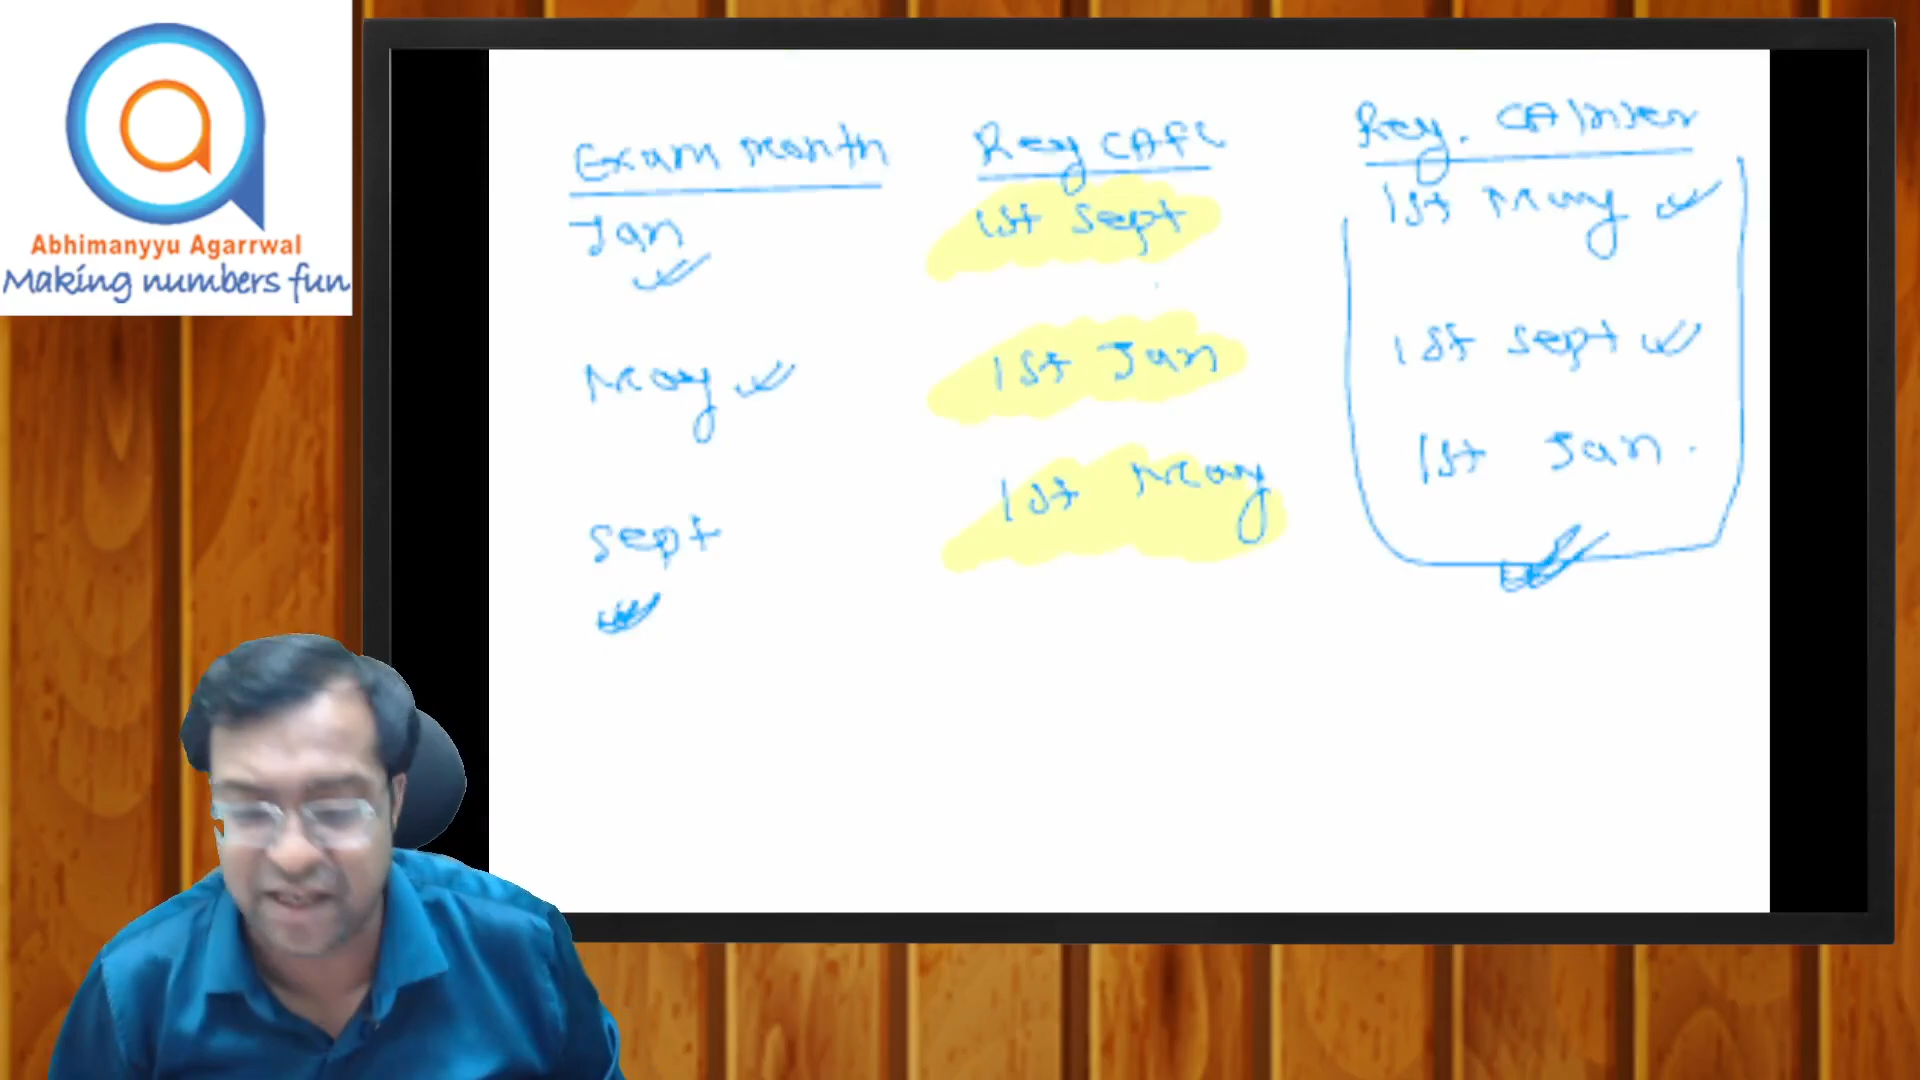 Abhimanyyu Agarrwal
Making numbers fun
Exam Month Reg CAFC Reg. CA Inter
Jan 1st Sept 1st May
May 1st Jan 1st Sept
Sept 1st May 1st Jan.